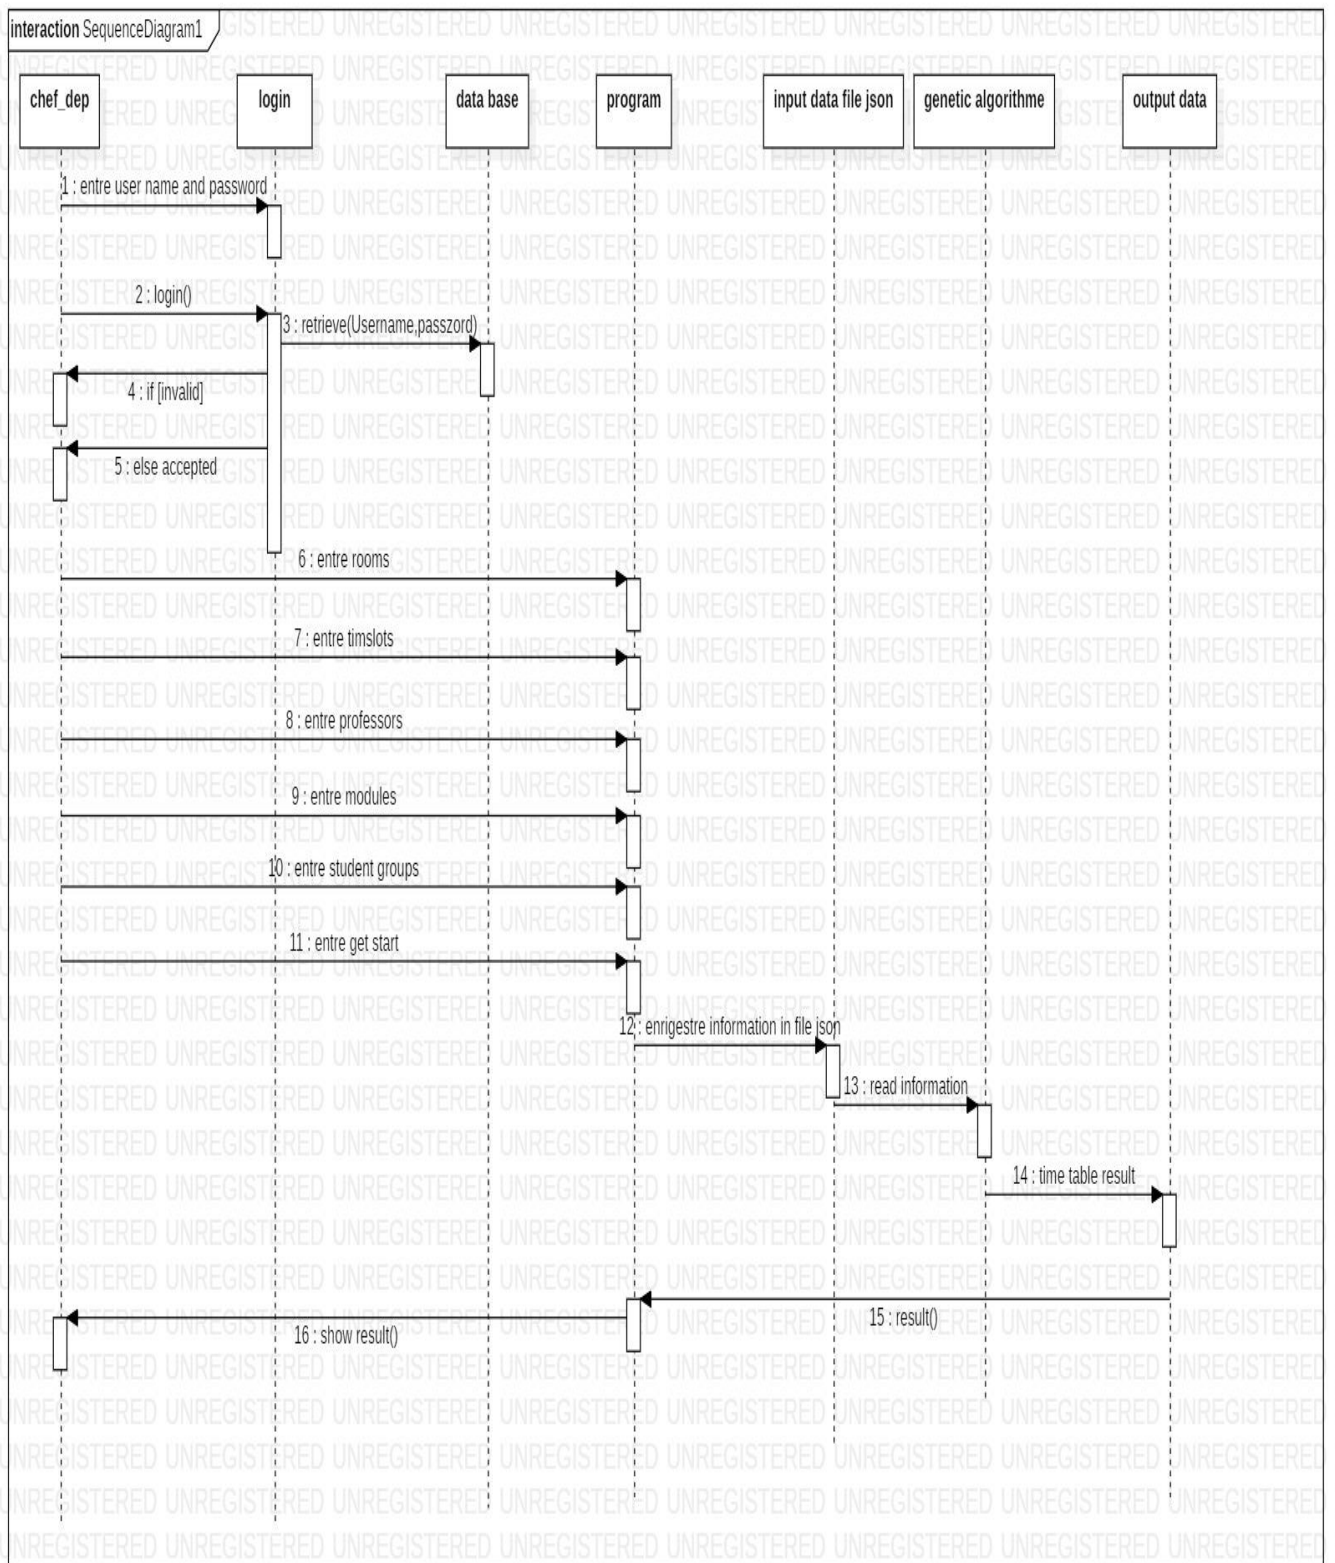 interaction SequenceDiagram1
chef_dep
login
data base
program
input data file json
genetic algorithme
output data
1 : entre user name and password
2 : login()
3 : retrieve(Username,passzord)
4 : if [invalid]
5 : else accepted
6 : entre rooms
7 : entre timslots
8 : entre professors
9 : entre modules
10 : entre student groups
11 : entre get start
12 : enrigestre information in file json
13 : read information
14 : time table result
15 : result()
16 : show result()
UNREGISTERED